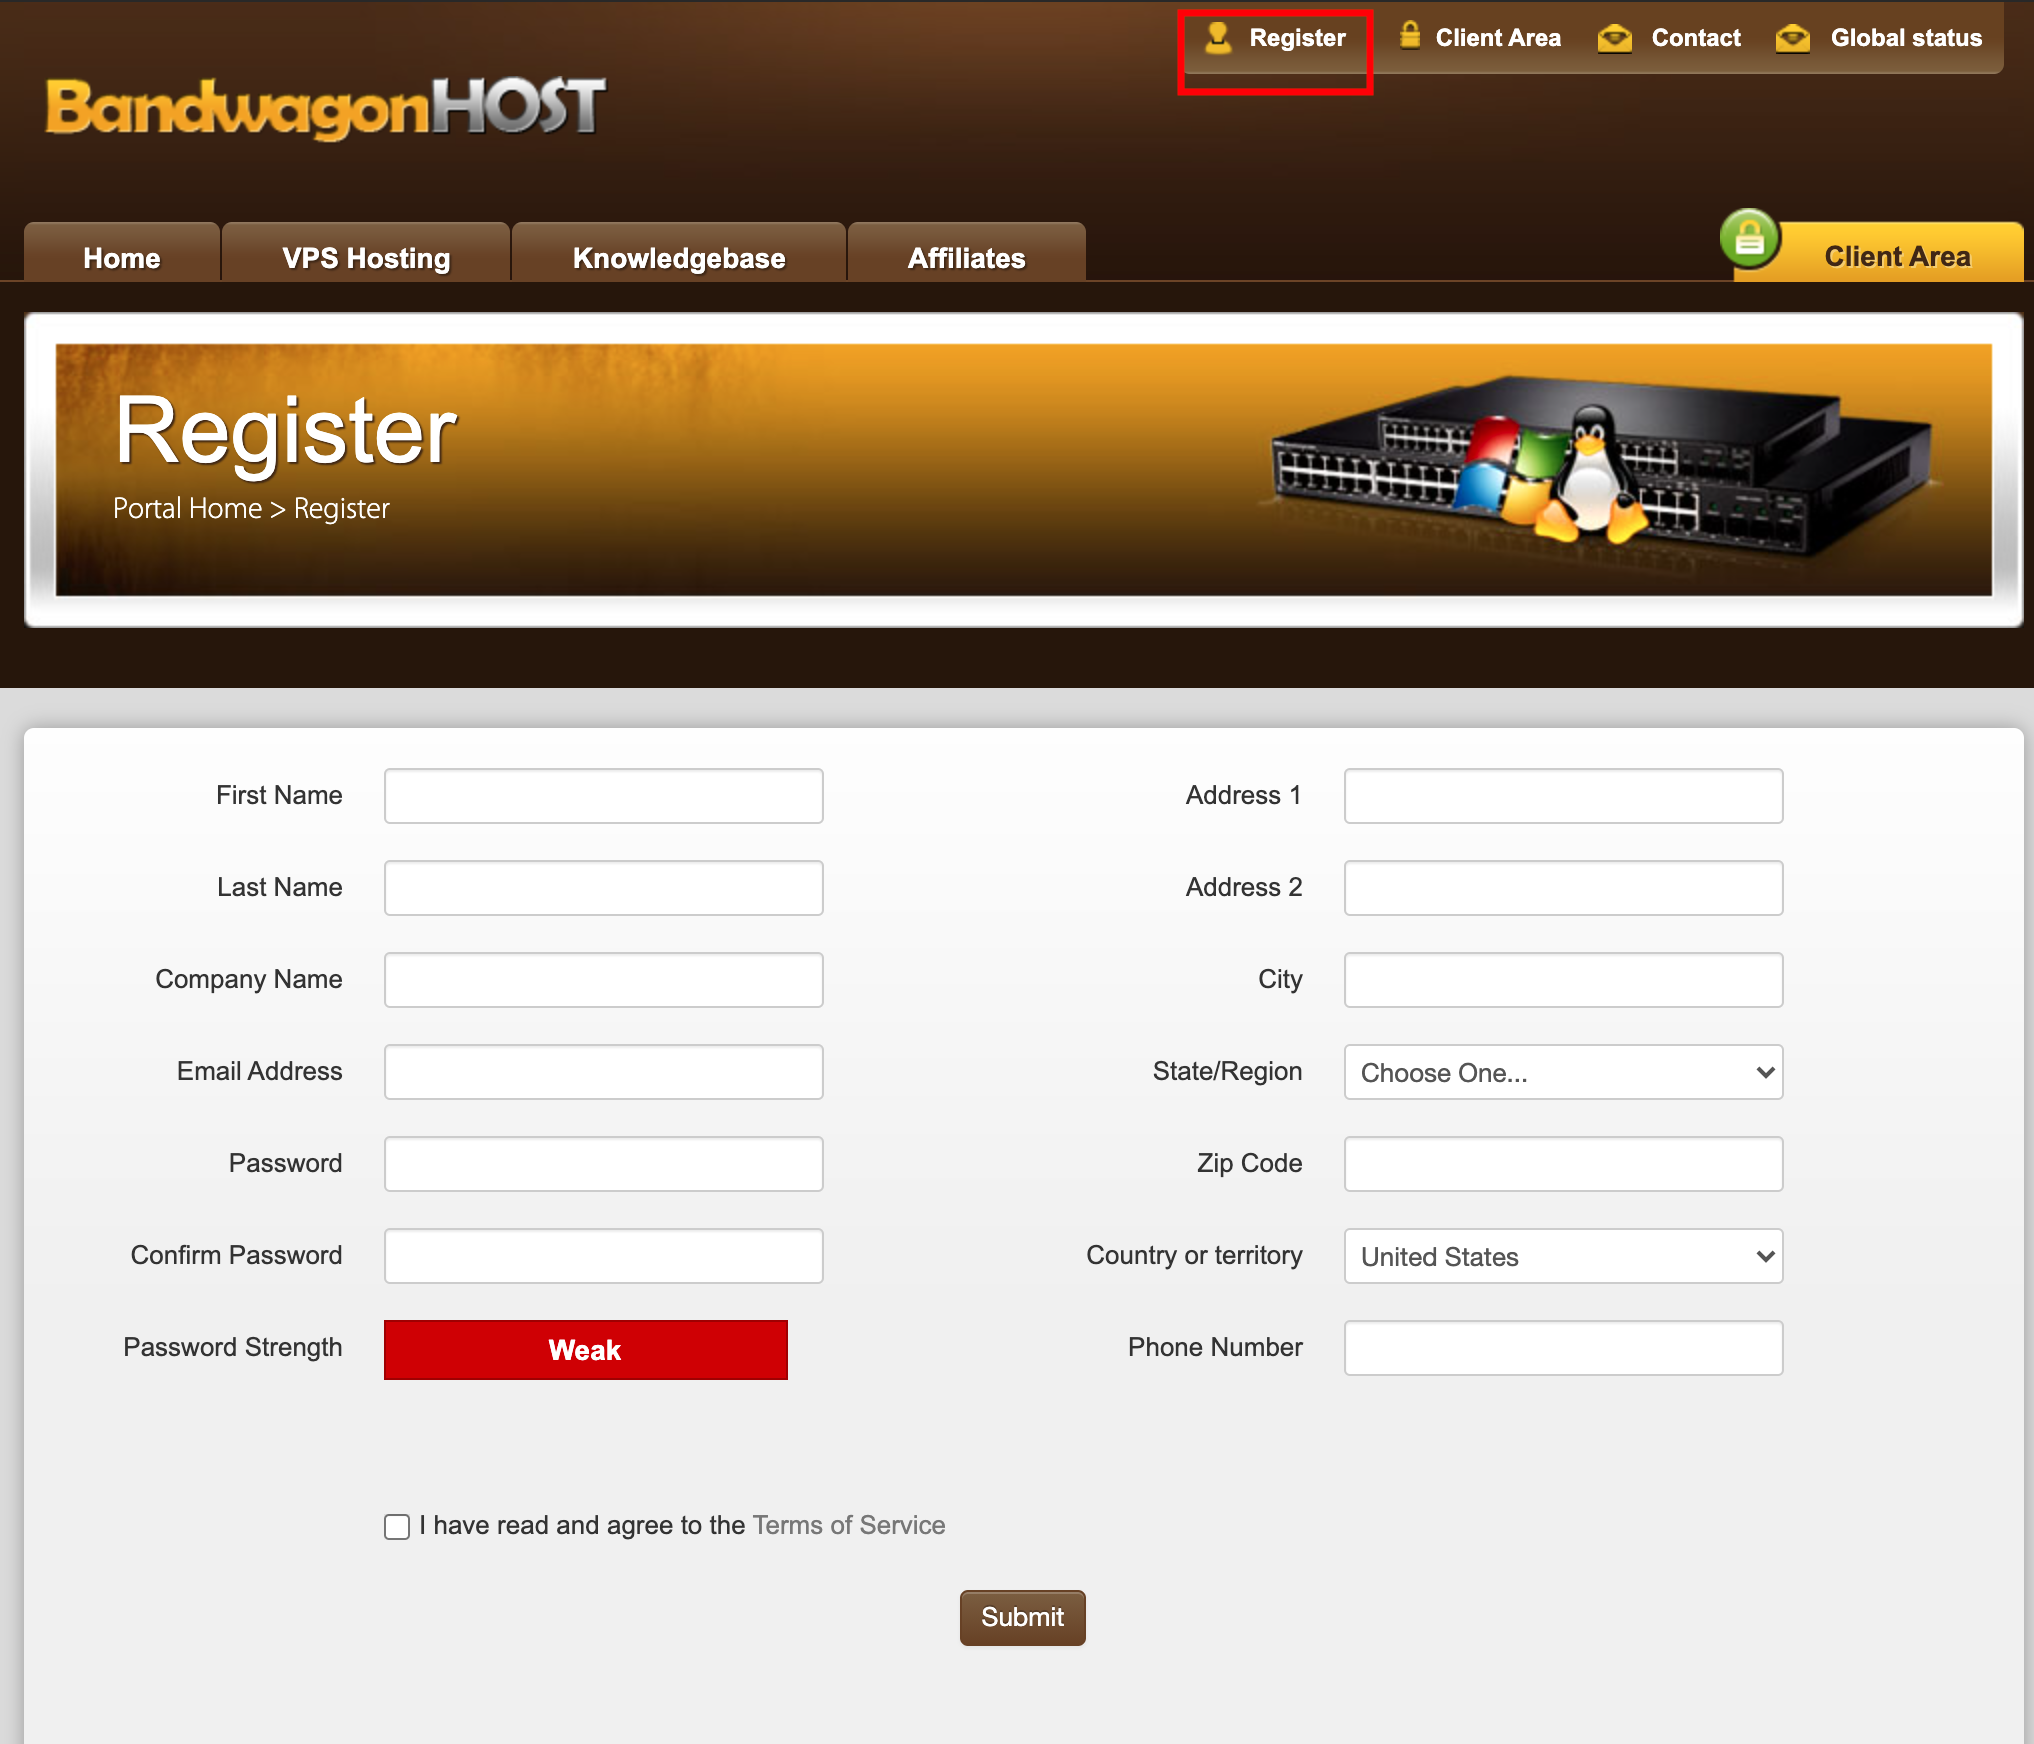 Register
Client Area
Contact
Global status
BandwagonHOST
Home
VPS Hosting
Knowledgebase
Affiliates
Client Area
Register
Portal Home > Register
First Name
Last Name
Company Name
Email Address
Password
Confirm Password
Password Strength
Weak
Address 1
Address 2
City
State/Region
Choose One...
Zip Code
Country or territory
United States
Phone Number
I have read and agree to the Terms of Service
Submit